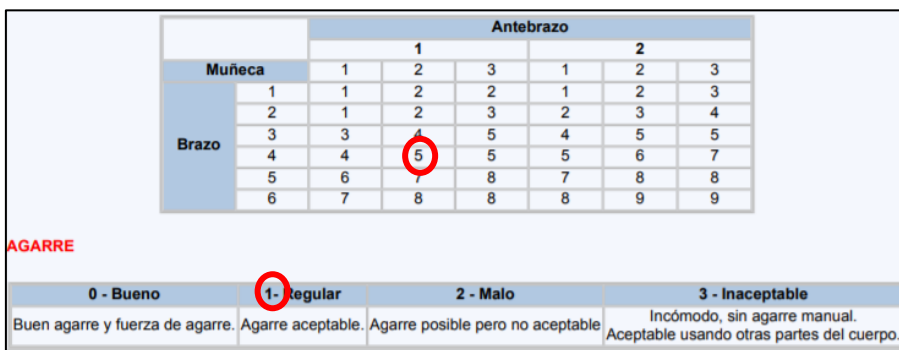 Antebrazo
1 2
Muñeca 1 2 3 1 2 3
1 1 2 2 1 2 3
2 1 2 3 2 3 4
Brazo 3 3 4 5 4 5 5
4 4 5 5 5 6 7
5 6 7 8 7 8 8
6 7 8 8 8 9 9
AGARRE
0 - Bueno 1- Regular 2 - Malo 3 - Inaceptable
Buen agarre y fuerza de agarre. Agarre aceptable. Agarre posible pero no aceptable Incómodo, sin agarre manual.
Aceptable usando otras partes del cuerpo.